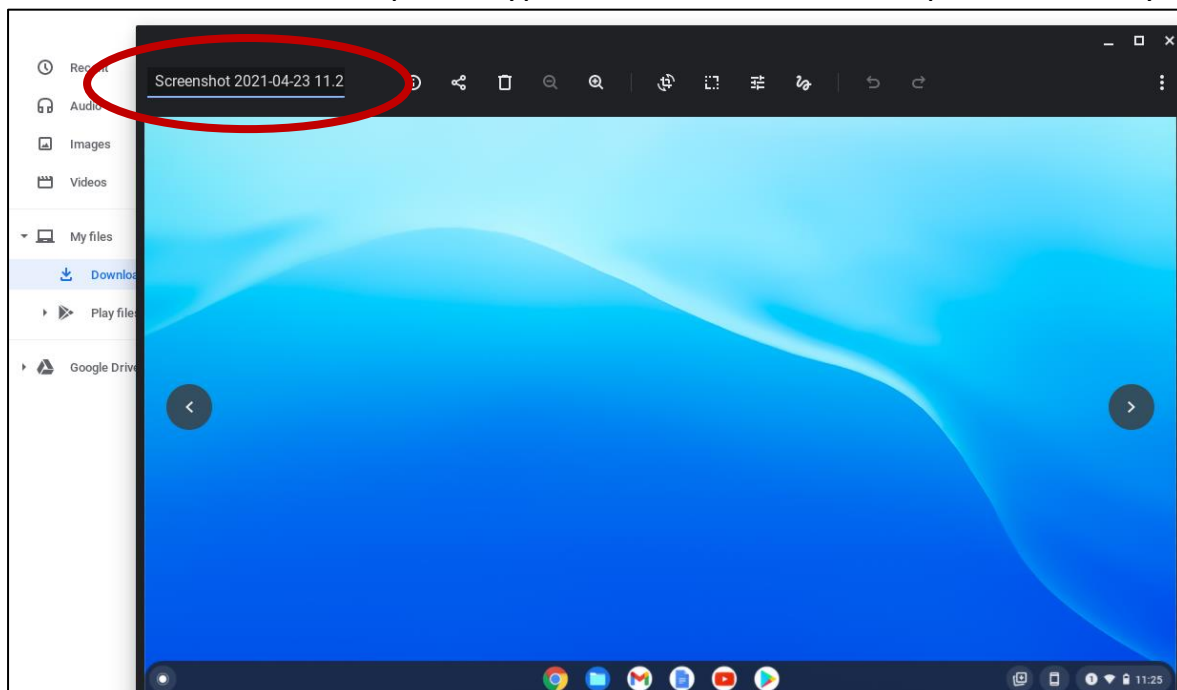 Recent
Screenshot 2021-04-23 11.2
Audio
Images
Videos
My files
Downloa
Play files
Google Drive
11:25